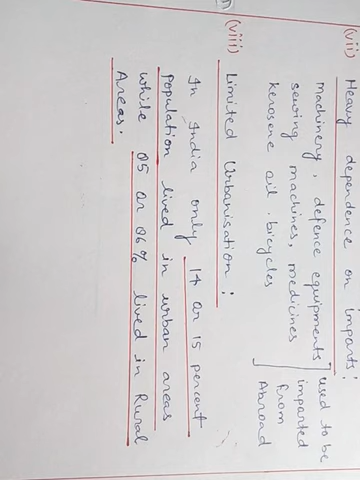 (vii) Heavy dependence on imports:
Machinery, defence equipments
sewing machines, medicines
kerosene oil, bicycles
used to be
imported
from
Abroad
(viii) Limited Urbanisation:
In India only 14 or 15 percent
population lived in urban areas
while 85 or 86% lived in Rural
Areas.